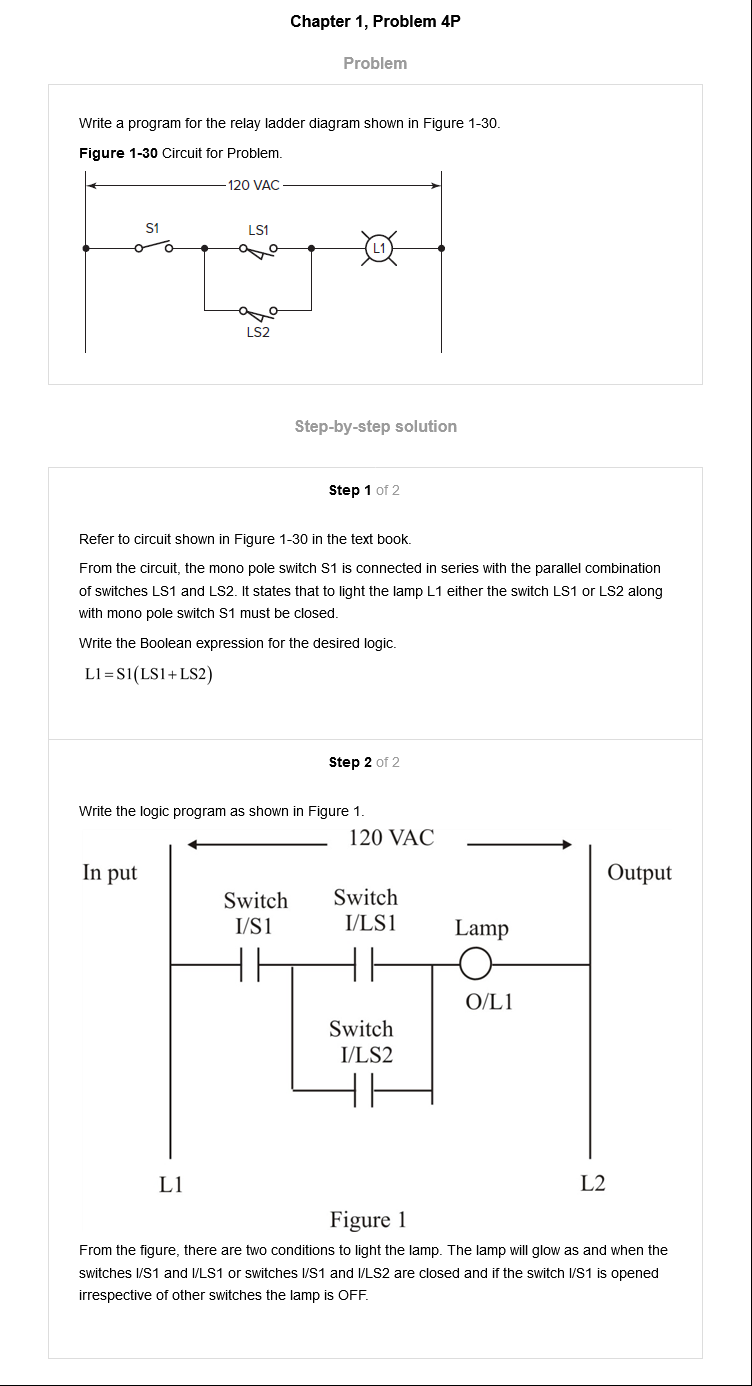 Chapter 1, Problem 4P
Problem
Write a program for the relay ladder diagram shown in Figure 1-30.
Figure 1-30 Circuit for Problem.
120 VAC
S1
LS1
L1
LS2
Step-by-step solution
Step 1 of 2
Refer to circuit shown in Figure 1-30 in the text book.
From the circuit, the mono pole switch S1 is connected in series with the parallel combination
of switches LS1 and LS2. It states that to light the lamp L1 either the switch LS1 or LS2 along
with mono pole switch S1 must be closed.
Write the Boolean expression for the desired logic.
L1=S1(LS1+LS2)
Step 2 of 2
Write the logic program as shown in Figure 1.
120 VAC
In put
Output
Switch
I/S1
Switch
I/LS1
Lamp
O/L1
Switch
I/LS2
L1
L2
Figure 1
From the figure, there are two conditions to light the lamp. The lamp will glow as and when the
switches I/S1 and I/LS1 or switches I/S1 and I/LS2 are closed and if the switch I/S1 is opened
irrespective of other switches the lamp is OFF.